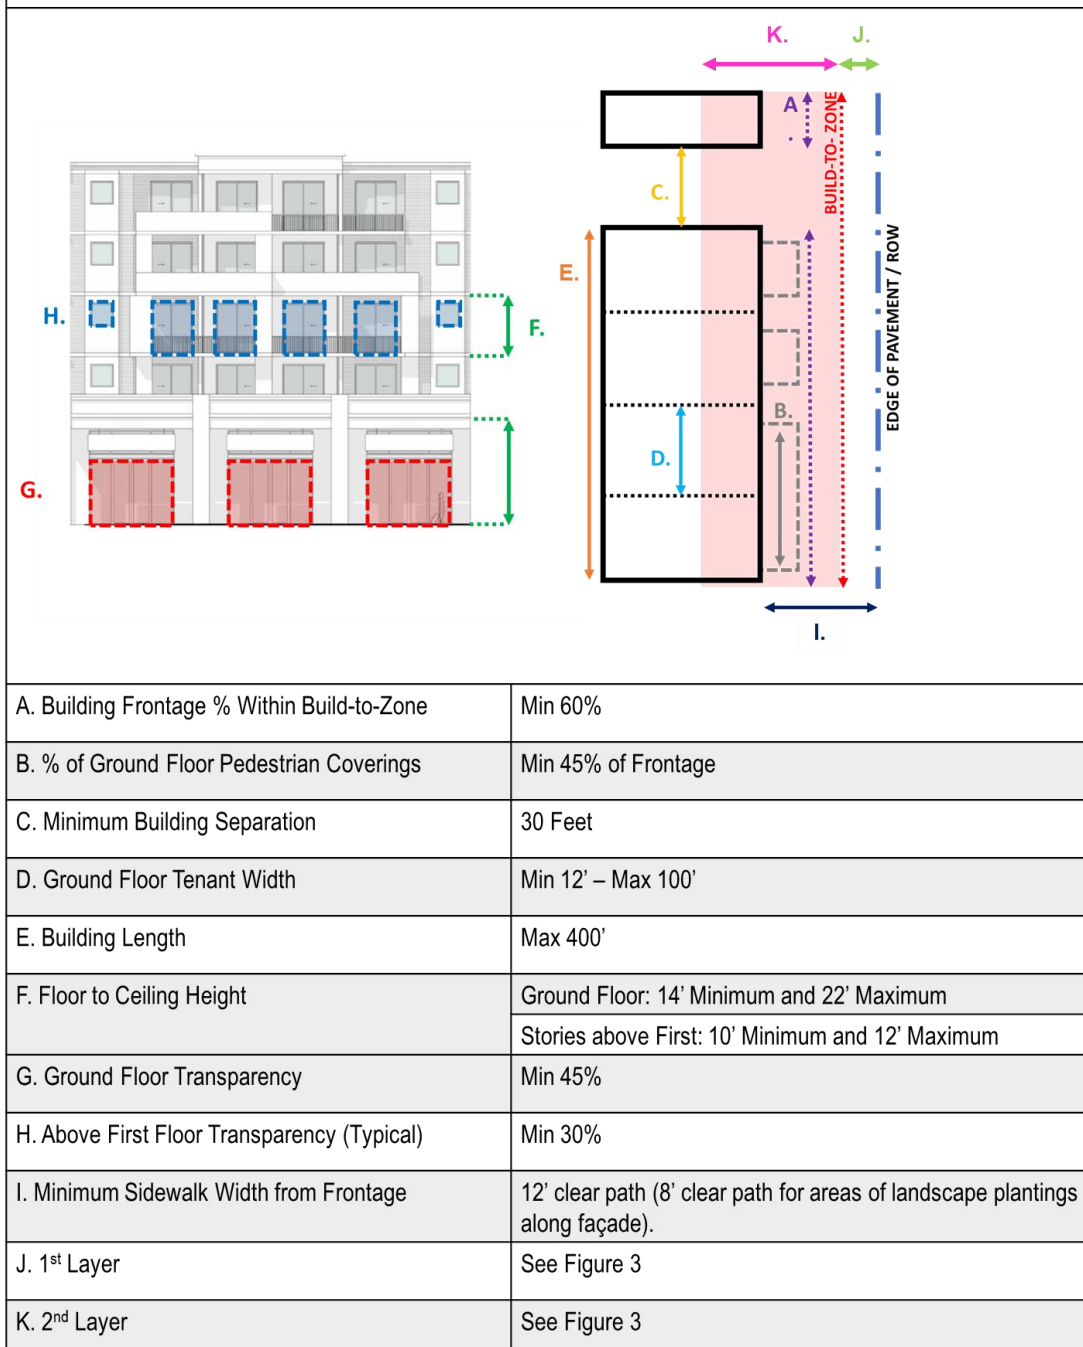 K.
J.
A
.
BUILD-TO- ZONE
C.
EDGE OF PAVEMENT / ROW
E.
H.
F.
B.
D.
G.
I.
A. Building Frontage % Within Build-to-Zone
Min 60%
B. % of Ground Floor Pedestrian Coverings
Min 45% of Frontage
C. Minimum Building Separation
30 Feet
D. Ground Floor Tenant Width
Min 12’ – Max 100’
E. Building Length
Max 400’
F. Floor to Ceiling Height
Ground Floor: 14’ Minimum and 22’ Maximum
Stories above First: 10’ Minimum and 12’ Maximum
G. Ground Floor Transparency
Min 45%
H. Above First Floor Transparency (Typical)
Min 30%
I. Minimum Sidewalk Width from Frontage
12’ clear path (8’ clear path for areas of landscape plantings
along façade).
J. 1st Layer
See Figure 3
K. 2nd Layer
See Figure 3